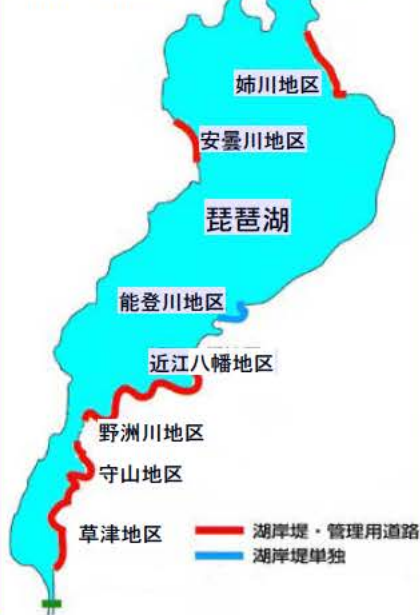 姉川地区
安曇川地区
琵琶湖
能登川地区
近江八幡地区
野洲川地区
守山地区
草津地区
湖岸堤・管理用道路
湖岸堤単独